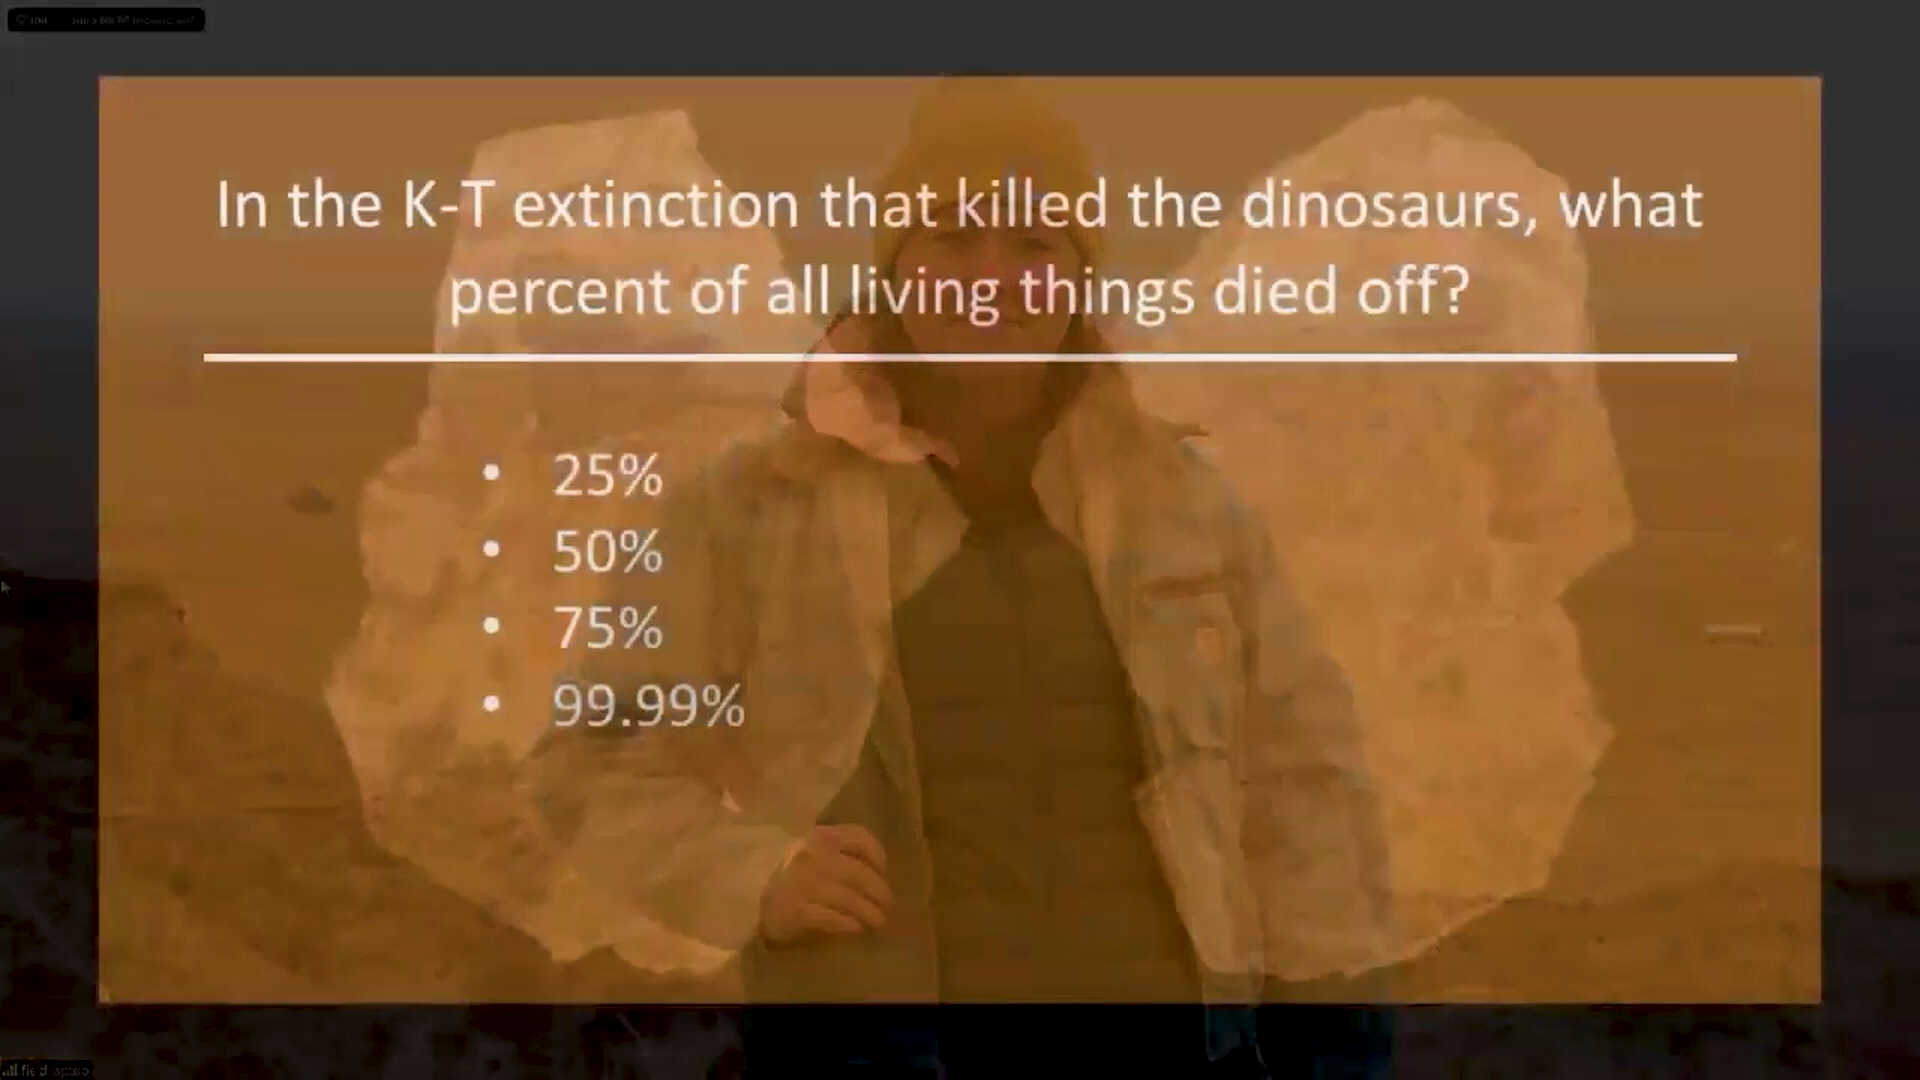 In the K-T extinction that killed the dinosaurs, what
percent of all living things died off?
• 25%
• 50%
• 75%
• 99.99%